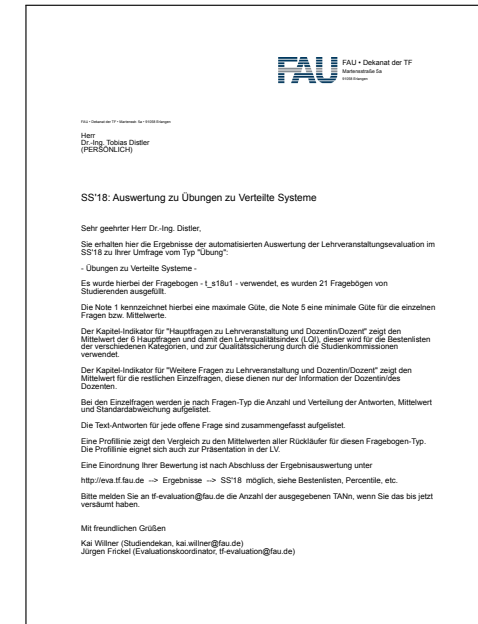 FAU
FAU • Dekanat der TF
Martensstraße 5a
91058 Erlangen
FAU • Dekanat der TF • Martensstr. 5a • 91058 Erlangen
Herr
Dr.-Ing. Tobias Distler
(PERSÖNLICH)
SS'18: Auswertung zu Übungen zu Verteilte Systeme
Sehr geehrter Herr Dr.-Ing. Distler,
Sie erhalten hier die Ergebnisse der automatisierten Auswertung der Lehrveranstaltungsevaluation im
SS'18 zu Ihrer Umfrage vom Typ "Übung":
- Übungen zu Verteilte Systeme -
Es wurde hierbei der Fragebogen - t_s18u1 - verwendet, es wurden 21 Fragebögen von
Studierenden ausgefüllt.
Die Note 1 kennzeichnet hierbei eine maximale Güte, die Note 5 eine minimale Güte für die einzelnen
Fragen bzw. Mittelwerte.
Der Kapitel-Indikator für "Hauptfragen zu Lehrveranstaltung und Dozentin/Dozent" zeigt den
Mittelwert der 6 Hauptfragen und damit den Lehrqualitätsindex (LQI), dieser wird für die Bestenlisten
der verschiedenen Kategorien, und zur Qualitätssicherung durch die Studienkommissionen
verwendet.
Der Kapitel-Indikator für "Weitere Fragen zu Lehrveranstaltung und Dozentin/Dozent" zeigt den
Mittelwert für die restlichen Einzelfragen, diese dienen nur der Information der Dozentin/des
Dozenten.
Bei den Einzelfragen werden je nach Fragen-Typ die Anzahl und Verteilung der Antworten, Mittelwert
und Standardabweichung aufgelistet.
Die Text-Antworten für jede offene Frage sind zusammengefasst aufgelistet.
Eine Profillinie zeigt den Vergleich zu den Mittelwerten aller Rückläufer für diesen Fragebogen-Typ.
Die Profillinie eignet sich auch zur Präsentation in der LV.
Eine Einordnung Ihrer Bewertung ist nach Abschluss der Ergebnisauswertung unter
http://eva.tf.fau.de --> Ergebnisse --> SS'18 möglich, siehe Bestenlisten, Percentile, etc.
Bitte melden Sie an tf-evaluation@fau.de die Anzahl der ausgegebenen TANn, wenn Sie das bis jetzt
versäumt haben.
Mit freundlichen Grüßen
Kai Willner (Studiendekan, kai.willner@fau.de)
Jürgen Frickel (Evaluationskoordinator, tf-evaluation@fau.de)